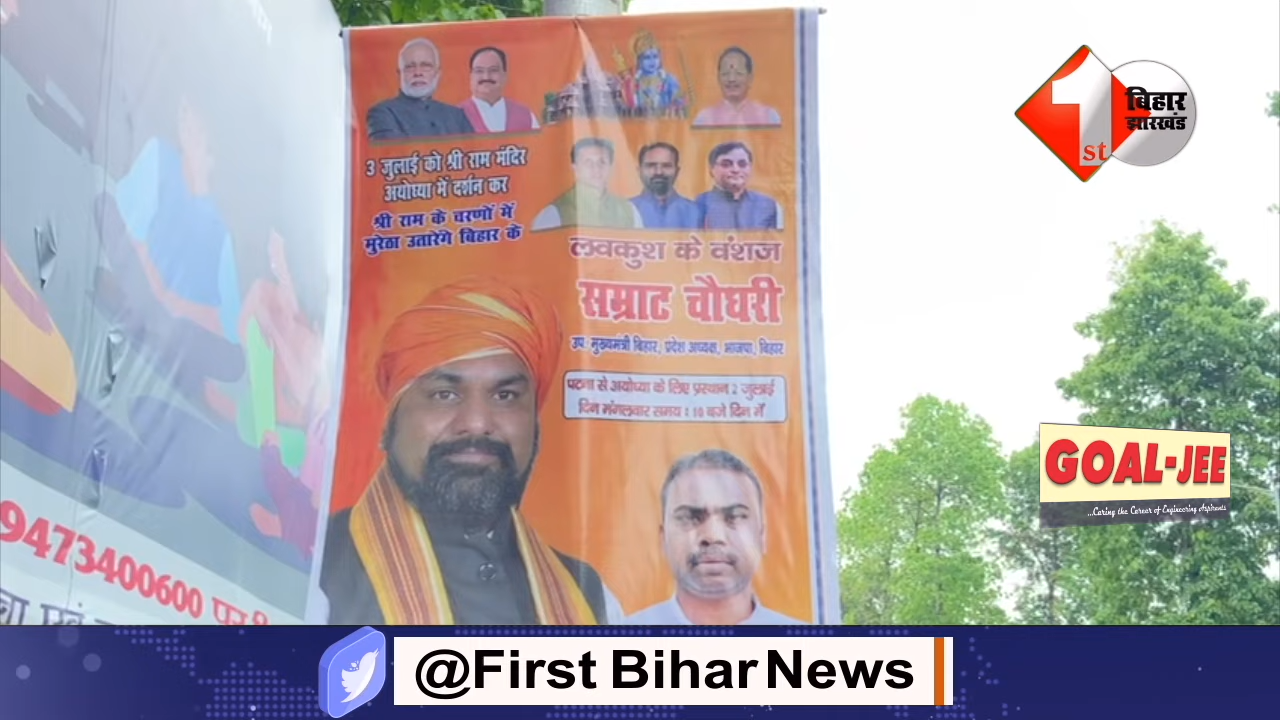 3 जुलाई को श्री राम मंदिर
अयोध्या में दर्शन कर
श्री राम के चरणों में
मुरेठा उतारेंगे बिहार के
लवकुश के वंशज
सम्राट चौधरी
उप. मुख्यमंत्री बिहार, प्रदेश अध्यक्ष, भाजपा, बिहार
पटना से अयोध्या के लिए प्रस्थान 2 जुलाई
दिन मंगलवार समय : 10 बजे दिन में
9473400600 पर
एवं
1st
बिहार
झारखंड
GOAL-JEE
...Caring the Career of Engineering Aspirants
@First Bihar News